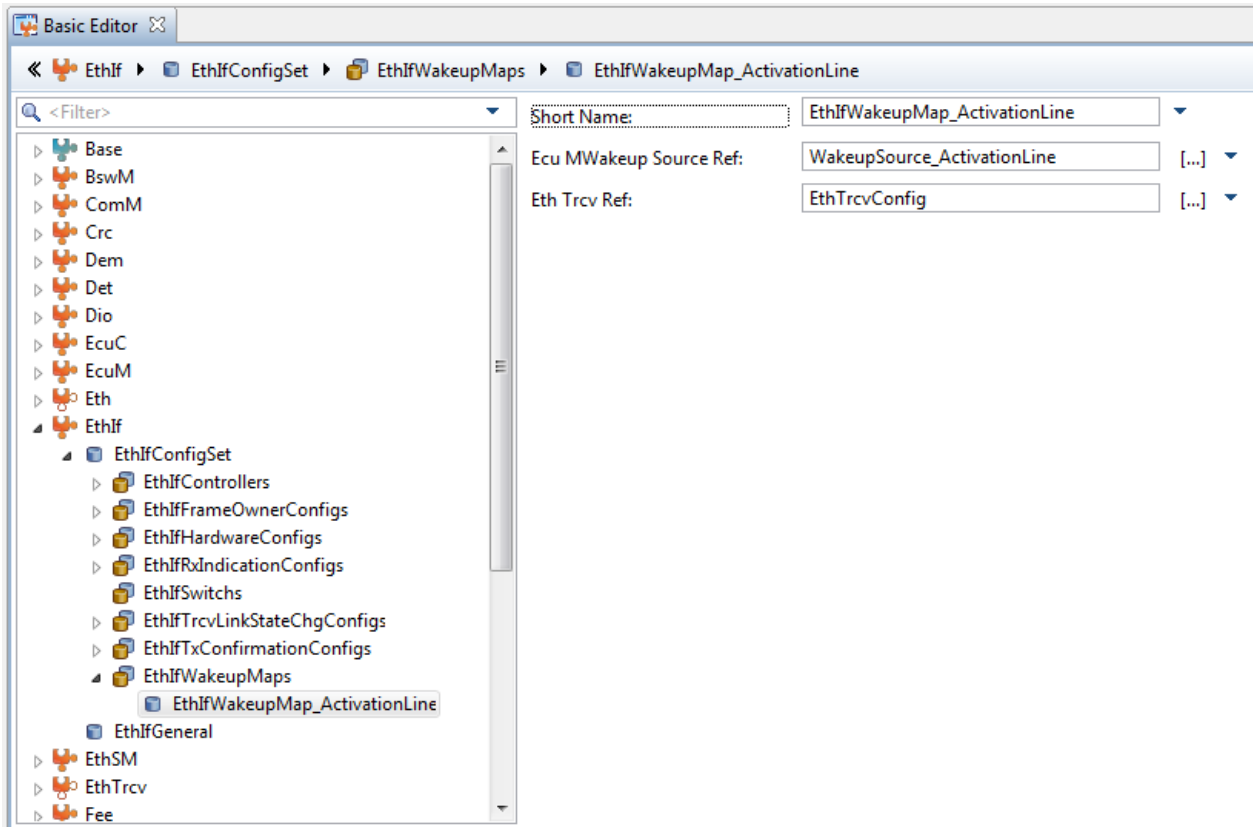 Basic Editor
EthIf EthIfConfigSet EthIfWakeupMaps EthIfWakeupMap_ActivationLine
<Filter>
Base
BswM
ComM
Crc
Dem
Det
Dio
EcuC
EcuM
Eth
EthIf
EthIfConfigSet
EthIfControllers
EthIfFrameOwnerConfigs
EthIfHardwareConfigs
EthIfRxIndicationConfigs
EthIfSwitchs
EthIfTrcvLinkStateChgConfigs
EthIfTxConfirmationConfigs
EthIfWakeupMaps
EthIfWakeupMap_ActivationLine
EthIfGeneral
EthSM
EthTrcv
Fee
Short Name: EthIfWakeupMap_ActivationLine
Ecu MWakeup Source Ref: WakeupSource_ActivationLine [...]
Eth Trcv Ref: EthTrcvConfig [...]